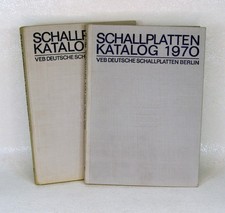 SCHALLPL
KATALOG
VEB DEUTSCHE SCH
SCHALLPLATTEN
KATALOG 1970
VEB DEUTSCHE SCHALLPLATTEN BERLIN